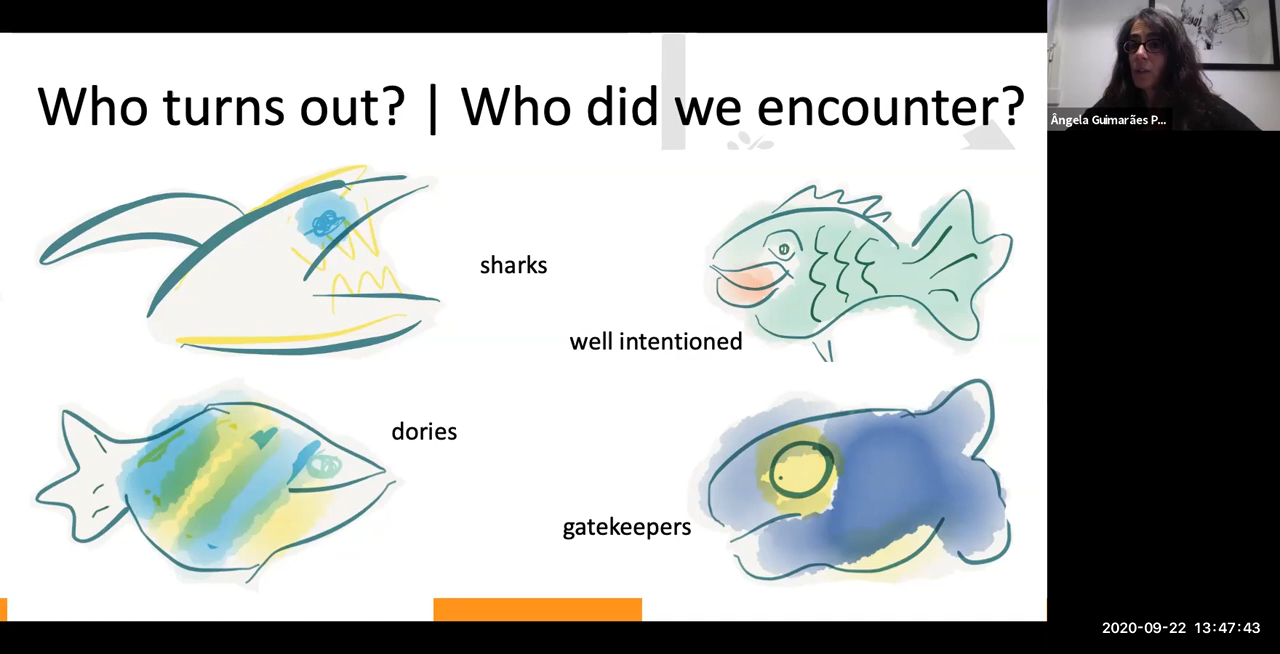 Who turns out? | Who did we encounter?
Ângela Guimarães P...
sharks
well intentioned
dories
gatekeepers
2020-09-22 13:47:43